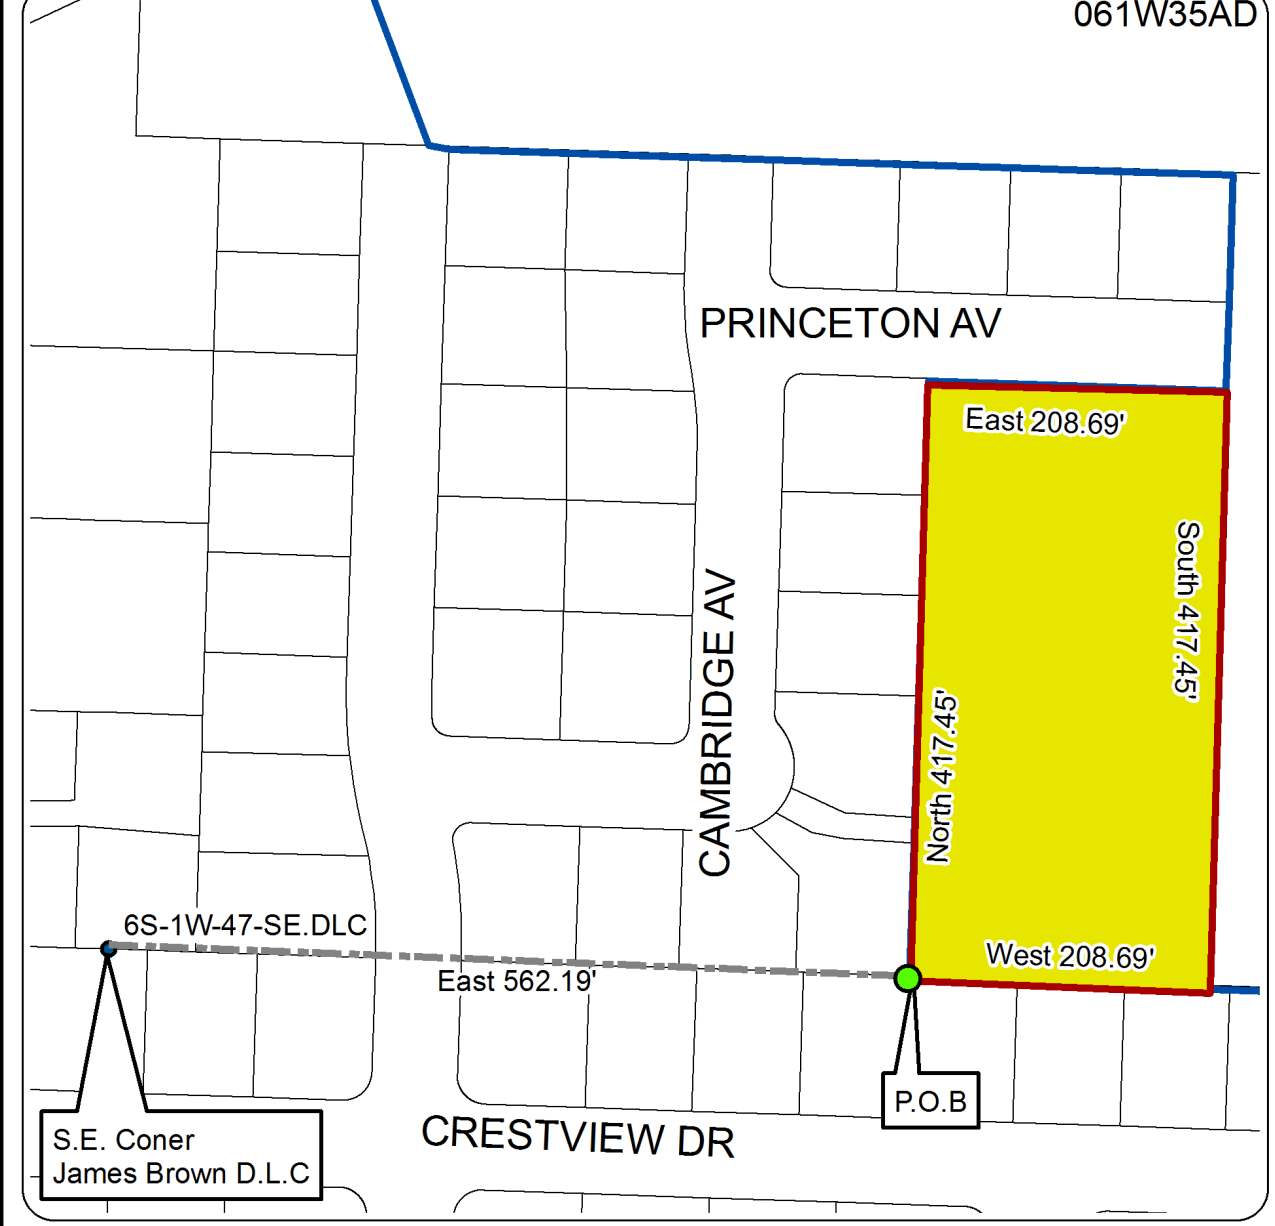 061W35AD
PRINCETON AV
East 208.69'
South 417.45'
CAMBRIDGE AV
North 417.45'
6S-1W-47-SE.DLC
West 208.69'
East 562.19'
P.O.B
CRESTVIEW DR
S.E. Coner
James Brown D.L.C